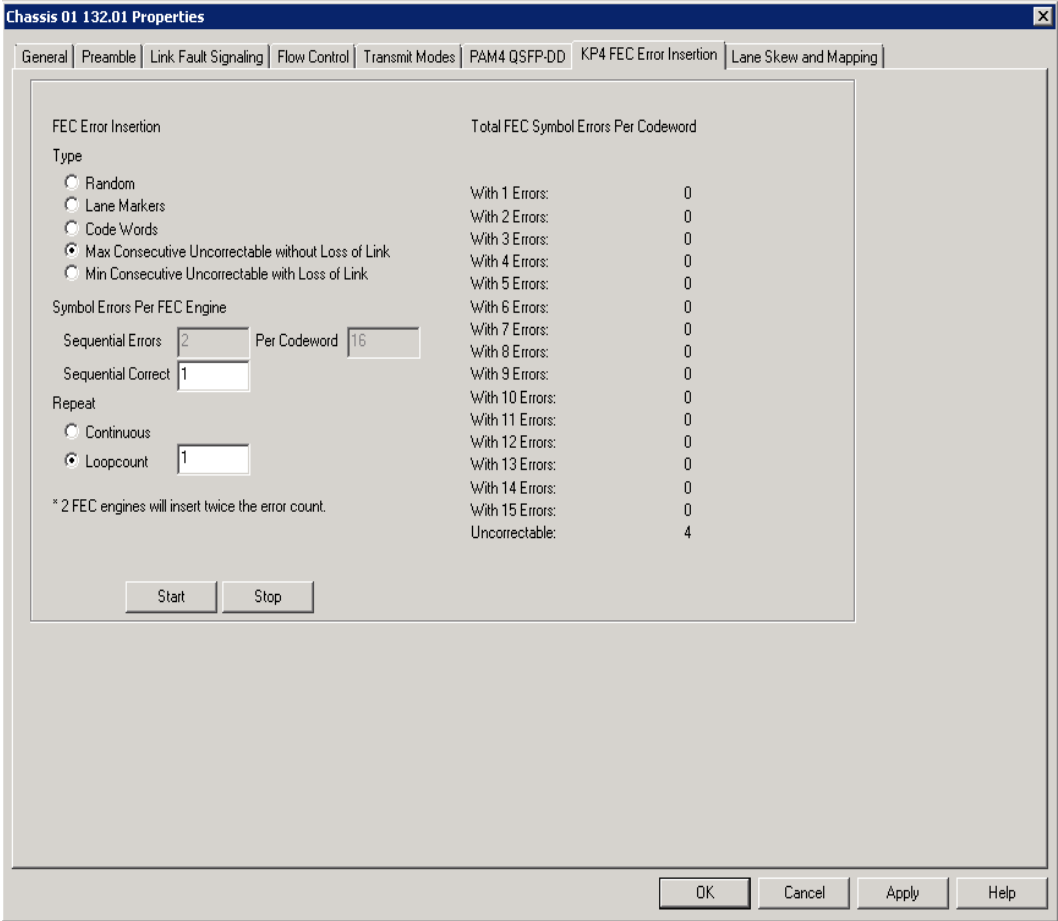 Chassis 01 132.01 Properties
General Preamble Link Fault Signaling Flow Control Transmit Modes PAM4 QSFP-DD KP4 FEC Error Insertion Lane Skew and Mapping
FEC Error Insertion
Type
Random
Lane Markers
Code Words
Max Consecutive Uncorrectable without Loss of Link
Min Consecutive Uncorrectable with Loss of Link
Symbol Errors Per FEC Engine
Sequential Errors 2 Per Codeword 16
Sequential Correct 1
Repeat
Continuous
Loopcount 1
* 2 FEC engines will insert twice the error count.
Start Stop
Total FEC Symbol Errors Per Codeword
With 1 Errors: 0
With 2 Errors: 0
With 3 Errors: 0
With 4 Errors: 0
With 5 Errors: 0
With 6 Errors: 0
With 7 Errors: 0
With 8 Errors: 0
With 9 Errors: 0
With 10 Errors: 0
With 11 Errors: 0
With 12 Errors: 0
With 13 Errors: 0
With 14 Errors: 0
With 15 Errors: 0
Uncorrectable: 4
OK Cancel Apply Help